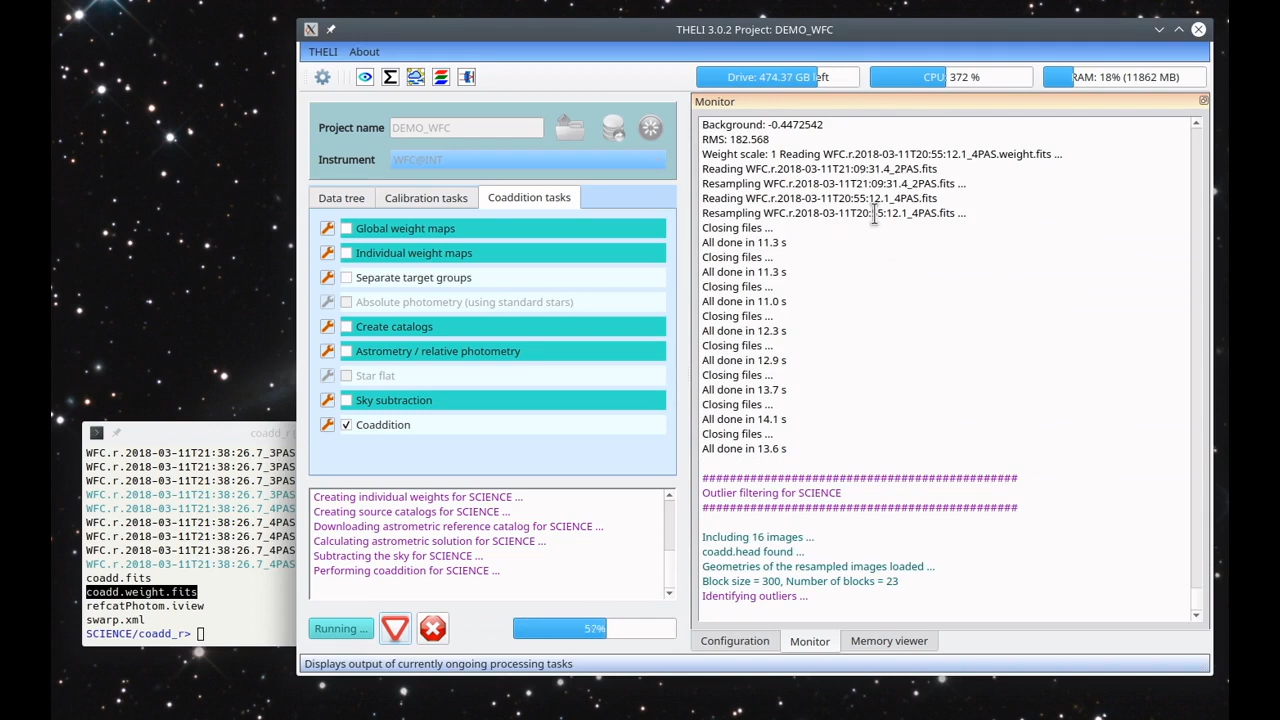 THELI 3.0.2 Project: DEMO_WFC
THELI About
Drive: 474.37 GB left
CPU: 372 %
RAM: 18% (11862 MB)
Project name DEMO_WFC
Instrument WFC@INT
Data tree Calibration tasks Coaddition tasks
Global weight maps
Individual weight maps
Separate target groups
Absolute photometry (using standard stars)
Create catalogs
Astrometry / relative photometry
Star flat
Sky subtraction
Coaddition
Creating individual weights for SCIENCE ...
Creating source catalogs for SCIENCE ...
Downloading astrometric reference catalog for SCIENCE ...
Calculating astrometric solution for SCIENCE ...
Subtracting the sky for SCIENCE ...
Performing coaddition for SCIENCE ...
Running ...
57%
Displays output of currently ongoing processing tasks
Monitor
Background: -0.4472542
RMS: 182.568
Weight scale: 1 Reading WFC.r.2018-03-11T20:55:12.1_4PAS.weight.fits ...
Reading WFC.r.2018-03-11T21:09:31.4_2PAS.fits
Resampling WFC.r.2018-03-11T21:09:31.4_2PAS.fits ...
Reading WFC.r.2018-03-11T20:55:12.1_4PAS.fits
Resampling WFC.r.2018-03-11T20:55:12.1_4PAS.fits ...
Closing files ...
All done in 11.3 s
Closing files ...
All done in 11.3 s
Closing files ...
All done in 11.0 s
Closing files ...
All done in 12.3 s
Closing files ...
All done in 12.9 s
Closing files ...
All done in 13.7 s
Closing files ...
All done in 14.1 s
Closing files ...
All done in 13.6 s
##########################################
Outlier filtering for SCIENCE
##########################################
Including 16 images ...
coadd.head found ...
Geometries of the resampled images loaded ...
Block size = 300, Number of blocks = 23
Identifying outliers ...
Configuration Monitor Memory viewer
coadd_r
WFC.r.2018-03-11T21:38:26.7_3PAS
WFC.r.2018-03-11T21:38:26.7_3PAS
WFC.r.2018-03-11T21:38:26.7_3PAS
WFC.r.2018-03-11T21:38:26.7_3PAS
WFC.r.2018-03-11T21:38:26.7_4PAS
WFC.r.2018-03-11T21:38:26.7_4PAS
WFC.r.2018-03-11T21:38:26.7_4PAS
WFC.r.2018-03-11T21:38:26.7_4PAS
WFC.r.2018-03-11T21:38:26.7_4PAS
coadd.fits
coadd.weight.fits
refcatPhotom.iview
swarp.xml
SCIENCE/coadd_r>